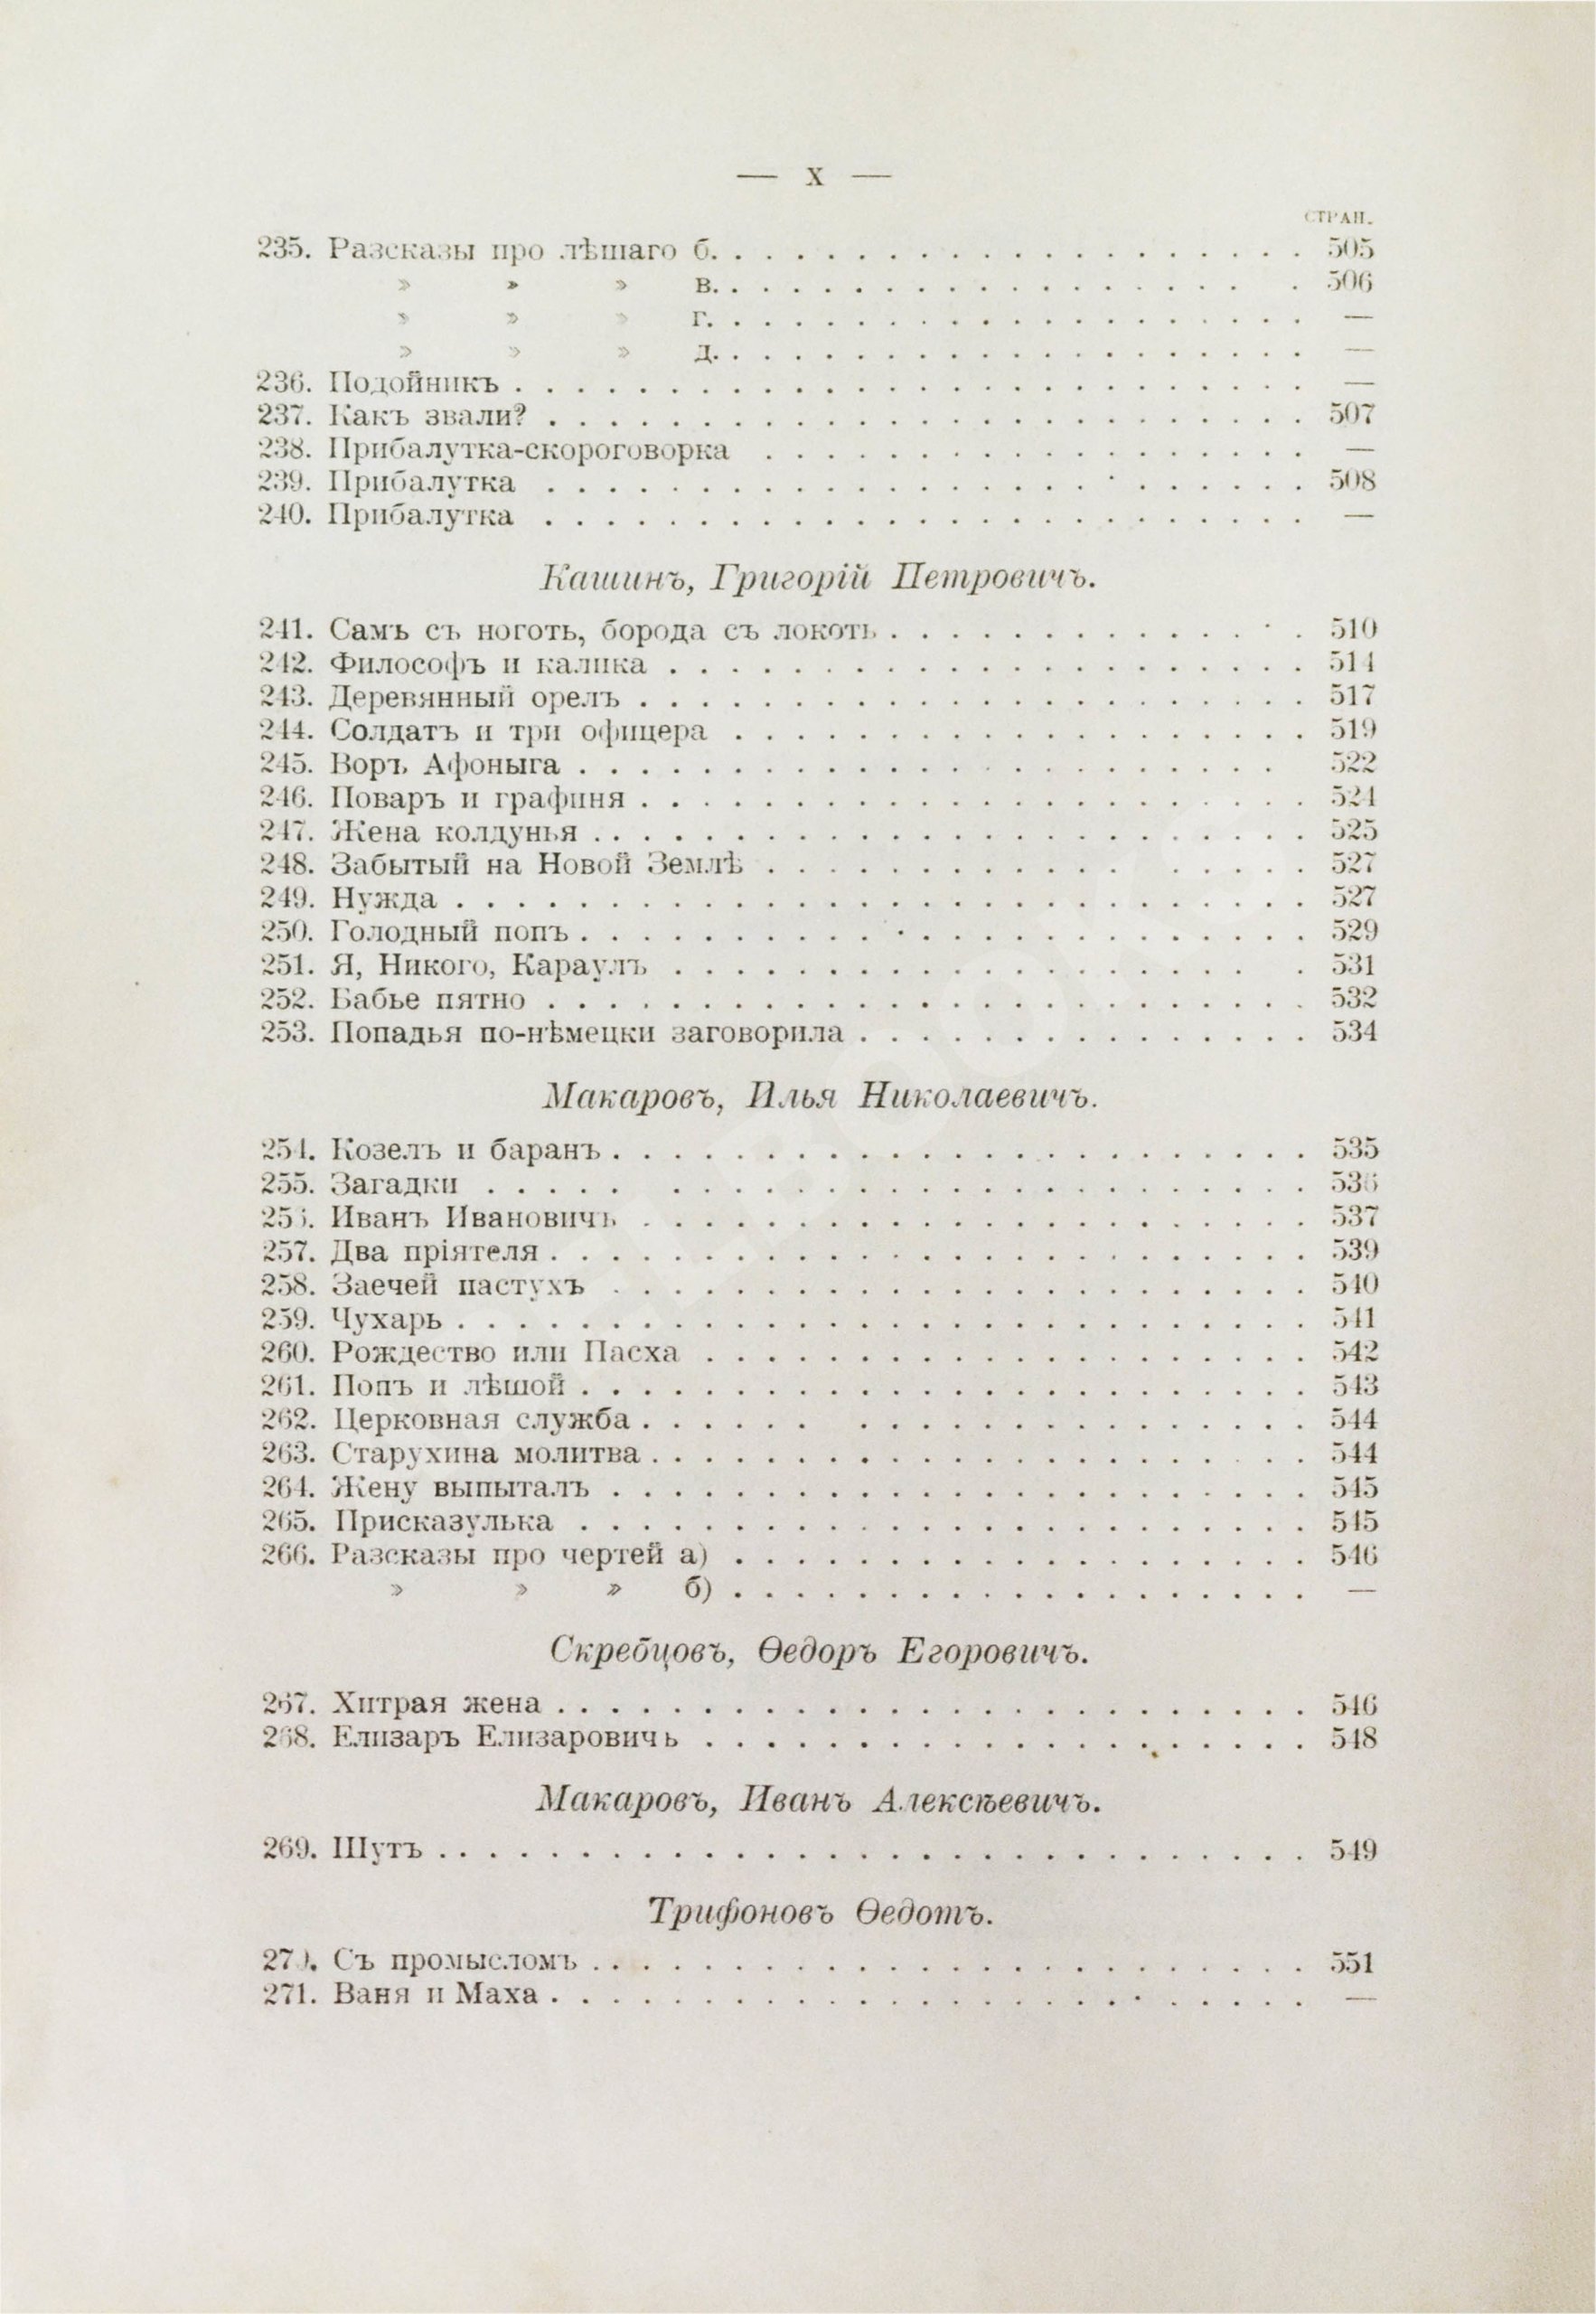 — X —
СТРАН.
235. Разсказы про лѣшаго б. . . . . . . . . . . . . . . . . . . . 505
» » » в. . . . . . . . . . . . . . . . . . . . 506
» » » г. . . . . . . . . . . . . . . . . . . . —
» » » д. . . . . . . . . . . . . . . . . . . . —
236. Подойникъ . . . . . . . . . . . . . . . . . . . . —
237. Какъ звали? . . . . . . . . . . . . . . . . . . . . 507
238. Прибалутка-скороговорка . . . . . . . . . . . . . . . . . . —
239. Прибалутка . . . . . . . . . . . . . . . . . . . . 508
240. Прибалутка . . . . . . . . . . . . . . . . . . . . —
Кашинъ, Григорій Петровичъ.
241. Самъ съ ноготь, борода съ локоть . . . . . . . . . . . . . . 510
242. Философъ и калика . . . . . . . . . . . . . . . . . . . . 514
243. Деревянный орелъ . . . . . . . . . . . . . . . . . . . . 517
244. Солдатъ и три офицера . . . . . . . . . . . . . . . . . . . 519
245. Воръ Афоныга . . . . . . . . . . . . . . . . . . . . 522
246. Поваръ и графиня . . . . . . . . . . . . . . . . . . . . 524
247. Жена колдунья . . . . . . . . . . . . . . . . . . . . 525
248. Забытый на Новой Землѣ . . . . . . . . . . . . . . . . . 527
249. Нужда . . . . . . . . . . . . . . . . . . . . 527
250. Голодный попъ . . . . . . . . . . . . . . . . . . . . 529
251. Я, Никого, Караулъ . . . . . . . . . . . . . . . . . . . . 531
252. Бабье пятно . . . . . . . . . . . . . . . . . . . . 532
253. Попадья по-нѣмецки заговорила . . . . . . . . . . . . . . . 534
Макаровъ, Илья Николаевичъ.
254. Козелъ и баранъ . . . . . . . . . . . . . . . . . . . . 535
255. Загадки . . . . . . . . . . . . . . . . . . . . 536
256. Иванъ Ивановичъ . . . . . . . . . . . . . . . . . . . . 537
257. Два пріятеля . . . . . . . . . . . . . . . . . . . . 539
258. Заечей пастухъ . . . . . . . . . . . . . . . . . . . . 540
259. Чухарь . . . . . . . . . . . . . . . . . . . . 541
260. Рождество или Пасха . . . . . . . . . . . . . . . . . . . . 542
261. Попъ и лѣшой . . . . . . . . . . . . . . . . . . . . 543
262. Церковная служба . . . . . . . . . . . . . . . . . . . . 544
263. Старухина молитва . . . . . . . . . . . . . . . . . . . . 544
264. Жену выпыталъ . . . . . . . . . . . . . . . . . . . . 545
265. Присказулька . . . . . . . . . . . . . . . . . . . . 545
266. Разсказы про чертей а) . . . . . . . . . . . . . . . . . . . 546
» » » б) . . . . . . . . . . . . . . . . . . . —
Скребцовъ, Ѳедоръ Егоровичъ.
267. Хитрая жена . . . . . . . . . . . . . . . . . . . . 546
268. Елизаръ Елизаровичь . . . . . . . . . . . . . . . . . . . . 548
Макаровъ, Иванъ Алексѣевичъ.
269. Шутъ . . . . . . . . . . . . . . . . . . . . 549
Трифоновъ Ѳедотъ.
270. Съ промысломъ . . . . . . . . . . . . . . . . . . . . 551
271. Ваня и Маха . . . . . . . . . . . . . . . . . . . . —